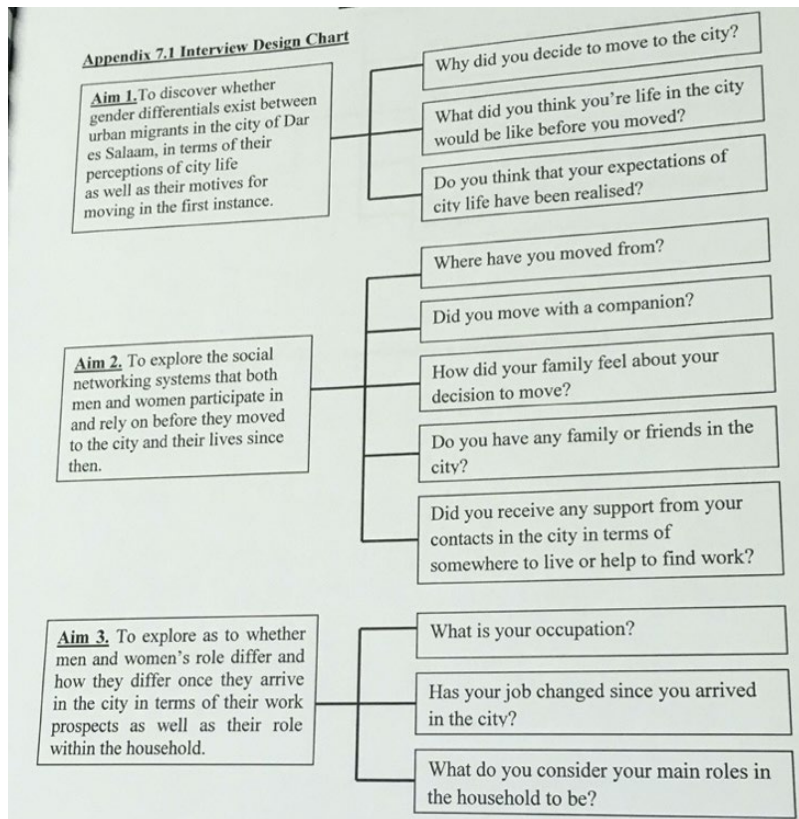 Appendix 7.1 Interview Design Chart
Aim 1.To discover whether
gender differentials exist between
urban migrants in the city of Dar
es Salaam, in terms of their
perceptions of city life
as well as their motives for
moving in the first instance.
Why did you decide to move to the city?
What did you think you're life in the city
would be like before you moved?
Do you think that your expectations of
city life have been realised?
Aim 2. To explore the social
networking systems that both
men and women participate in
and rely on before they moved
to the city and their lives since
then.
Where have you moved from?
Did you move with a companion?
How did your family feel about your
decision to move?
Do you have any family or friends in the
city?
Did you receive any support from your
contacts in the city in terms of
somewhere to live or help to find work?
Aim 3. To explore as to whether
men and women's role differ and
how they differ once they arrive
in the city in terms of their work
prospects as well as their role
within the household.
What is your occupation?
Has your job changed since you arrived
in the city?
What do you consider your main roles in
the household to be?